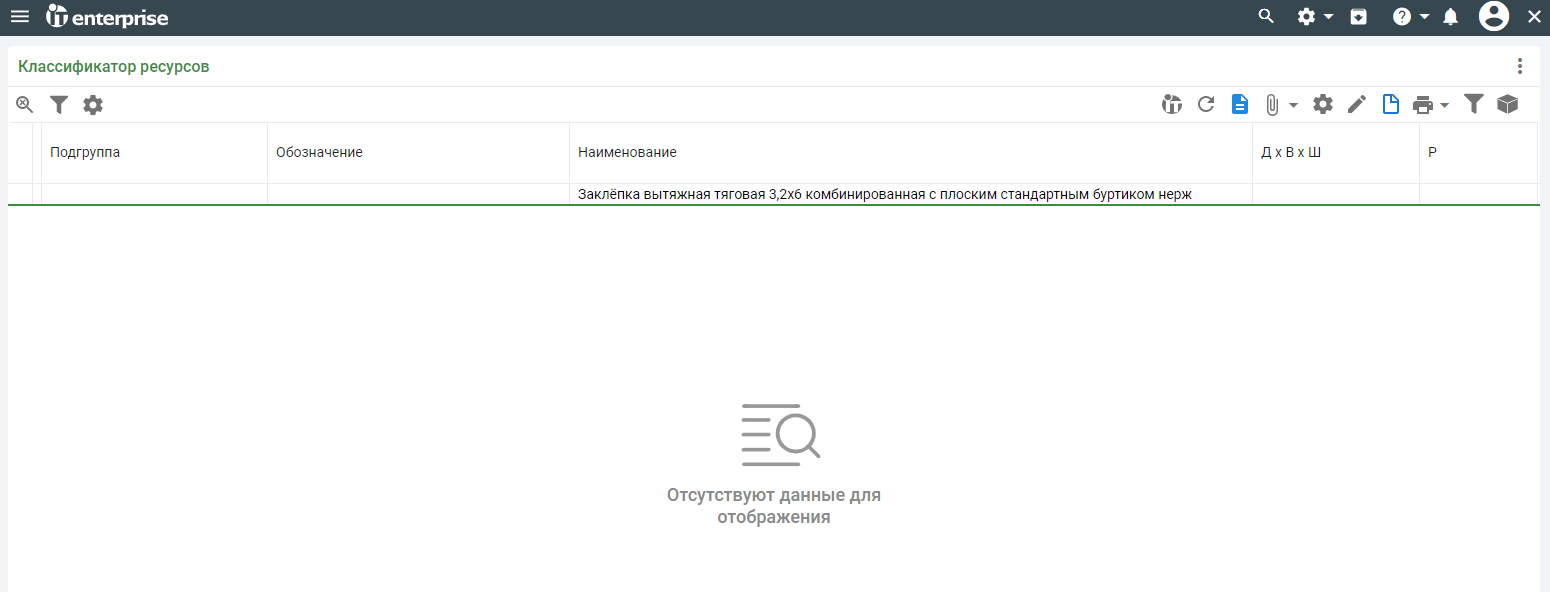 enterprise
Классификатор ресурсов
Подгруппа Обозначение Наименование Д х В х Ш Р
Заклёпка вытяжная тяговая 3,2х6 комбинированная с плоским стандартным буртиком нерж
Отсутствуют данные для
отображения